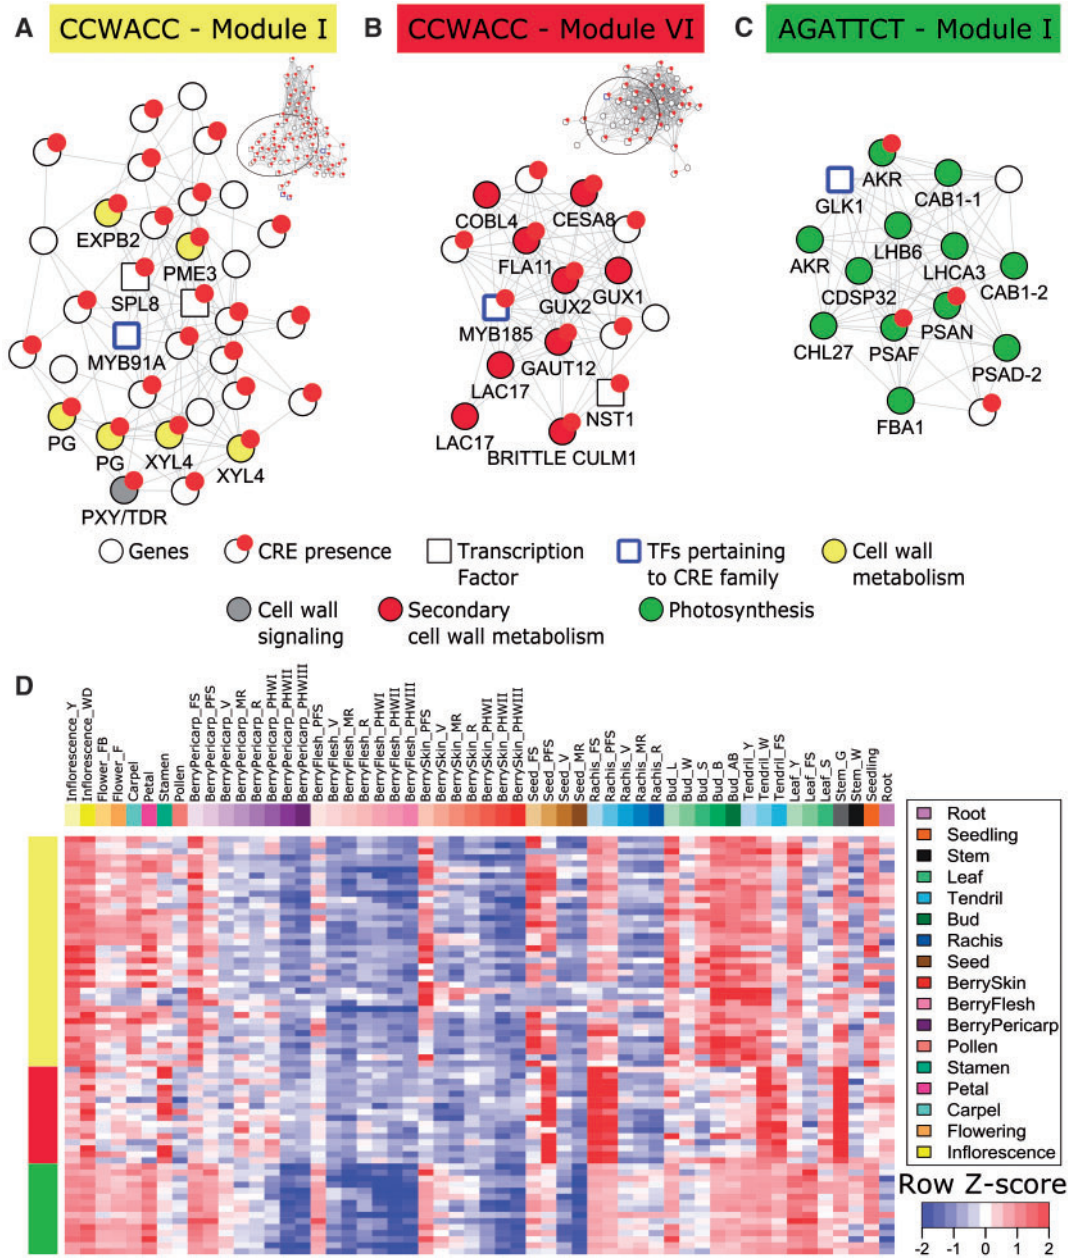 A CCWACC - Module I
B CCWACC - Module VI
C AGATTCT - Module I
EXPB2
PME3
SPL8
MYB91A
PG
PG
XYL4
XYL4
PXY/TDR
COBL4
CESA8
FLA11
GUX2
GUX1
MYB185
GAUT12
LAC17
NST1
LAC17
BRITTLE CULM1
AKR
GLK1
CAB1-1
LHB6
AKR
LHCA3
CDSP32
CAB1-2
PSAN
CHL27
PSAF
PSAD-2
FBA1
Genes
CRE presence
Transcription
Factor
TFs pertaining
to CRE family
Cell wall
metabolism
Cell wall
signaling
Secondary
cell wall metabolism
Photosynthesis
D
Inflorescence_Y
Inflorescence_WD
Flower_FB
Flower_F
Carpel
Petal
Stamen
Pollen
BerryPericarp_FS
BerryPericarp_PFS
BerryPericarp_V
BerryPericarp_MR
BerryPericarp_R
BerryPericarp_PHWI
BerryPericarp_PHWII
BerryPericarp_PHWIII
BerryFlesh_PFS
BerryFlesh_V
BerryFlesh_MR
BerryFlesh_R
BerryFlesh_PHWI
BerryFlesh_PHWII
BerryFlesh_PHWIII
BerrySkin_PFS
BerrySkin_V
BerrySkin_MR
BerrySkin_R
BerrySkin_PHWI
BerrySkin_PHWII
BerrySkin_PHWIII
Seed_FS
Seed_PFS
Seed_V
Seed_MR
Rachis_FS
Rachis_PFS
Rachis_V
Rachis_MR
Rachis_R
Bud_L
Bud_W
Bud_S
Bud_B
Bud_AB
Tendril_Y
Tendril_W
Tendril_FS
Leaf_Y
Leaf_FS
Leaf_S
Stem_G
Stem_W
Seedling
Root
Root
Seedling
Stem
Leaf
Tendril
Bud
Rachis
Seed
BerrySkin
BerryFlesh
BerryPericarp
Pollen
Stamen
Petal
Carpel
Flowering
Inflorescence
Row Z-score
-2 -1 0 1 2